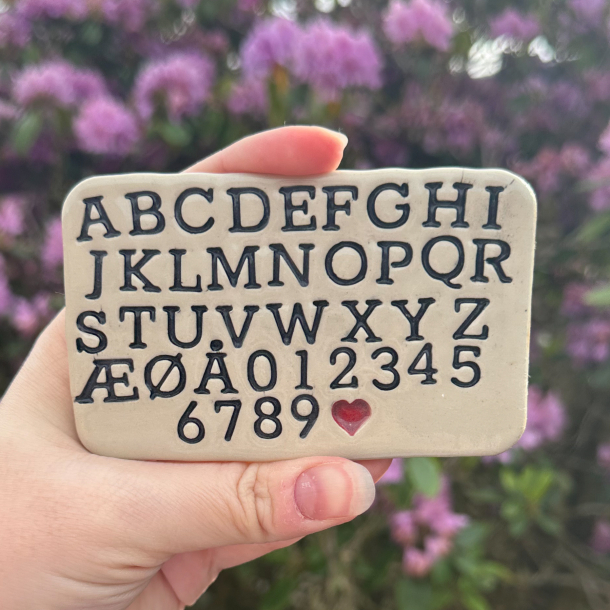 ABCDEFGHI
JKLMNOPQR
STUVWXYZ
ÆØÅ012345
6789